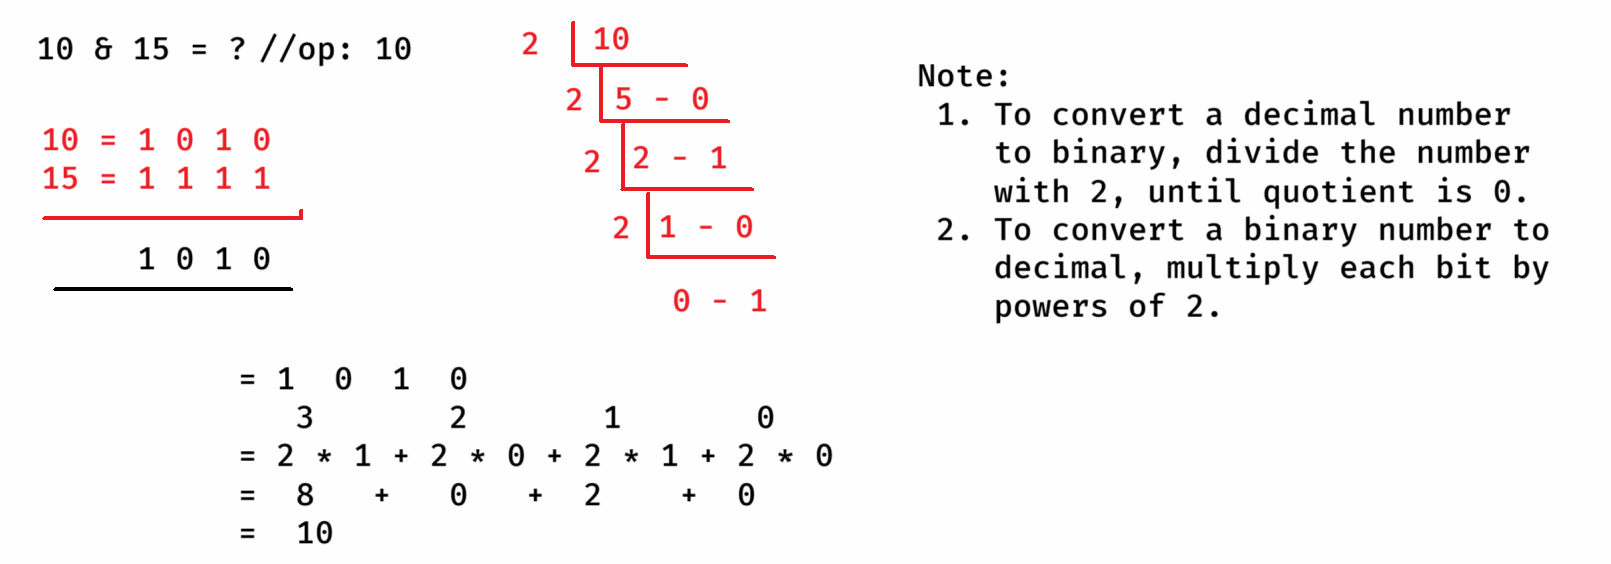 10 & 15 = ? //op: 10
10 = 1 0 1 0
15 = 1 1 1 1
1 0 1 0
2 10
2 5 - 0
2 2 - 1
2 1 - 0
0 - 1
Note:
1. To convert a decimal number
to binary, divide the number
with 2, until quotient is 0.
2. To convert a binary number to
decimal, multiply each bit by
powers of 2.
= 1 0 1 0
3 2 1 0
= 2 * 1 + 2 * 0 + 2 * 1 + 2 * 0
= 8 + 0 + 2 + 0
= 10